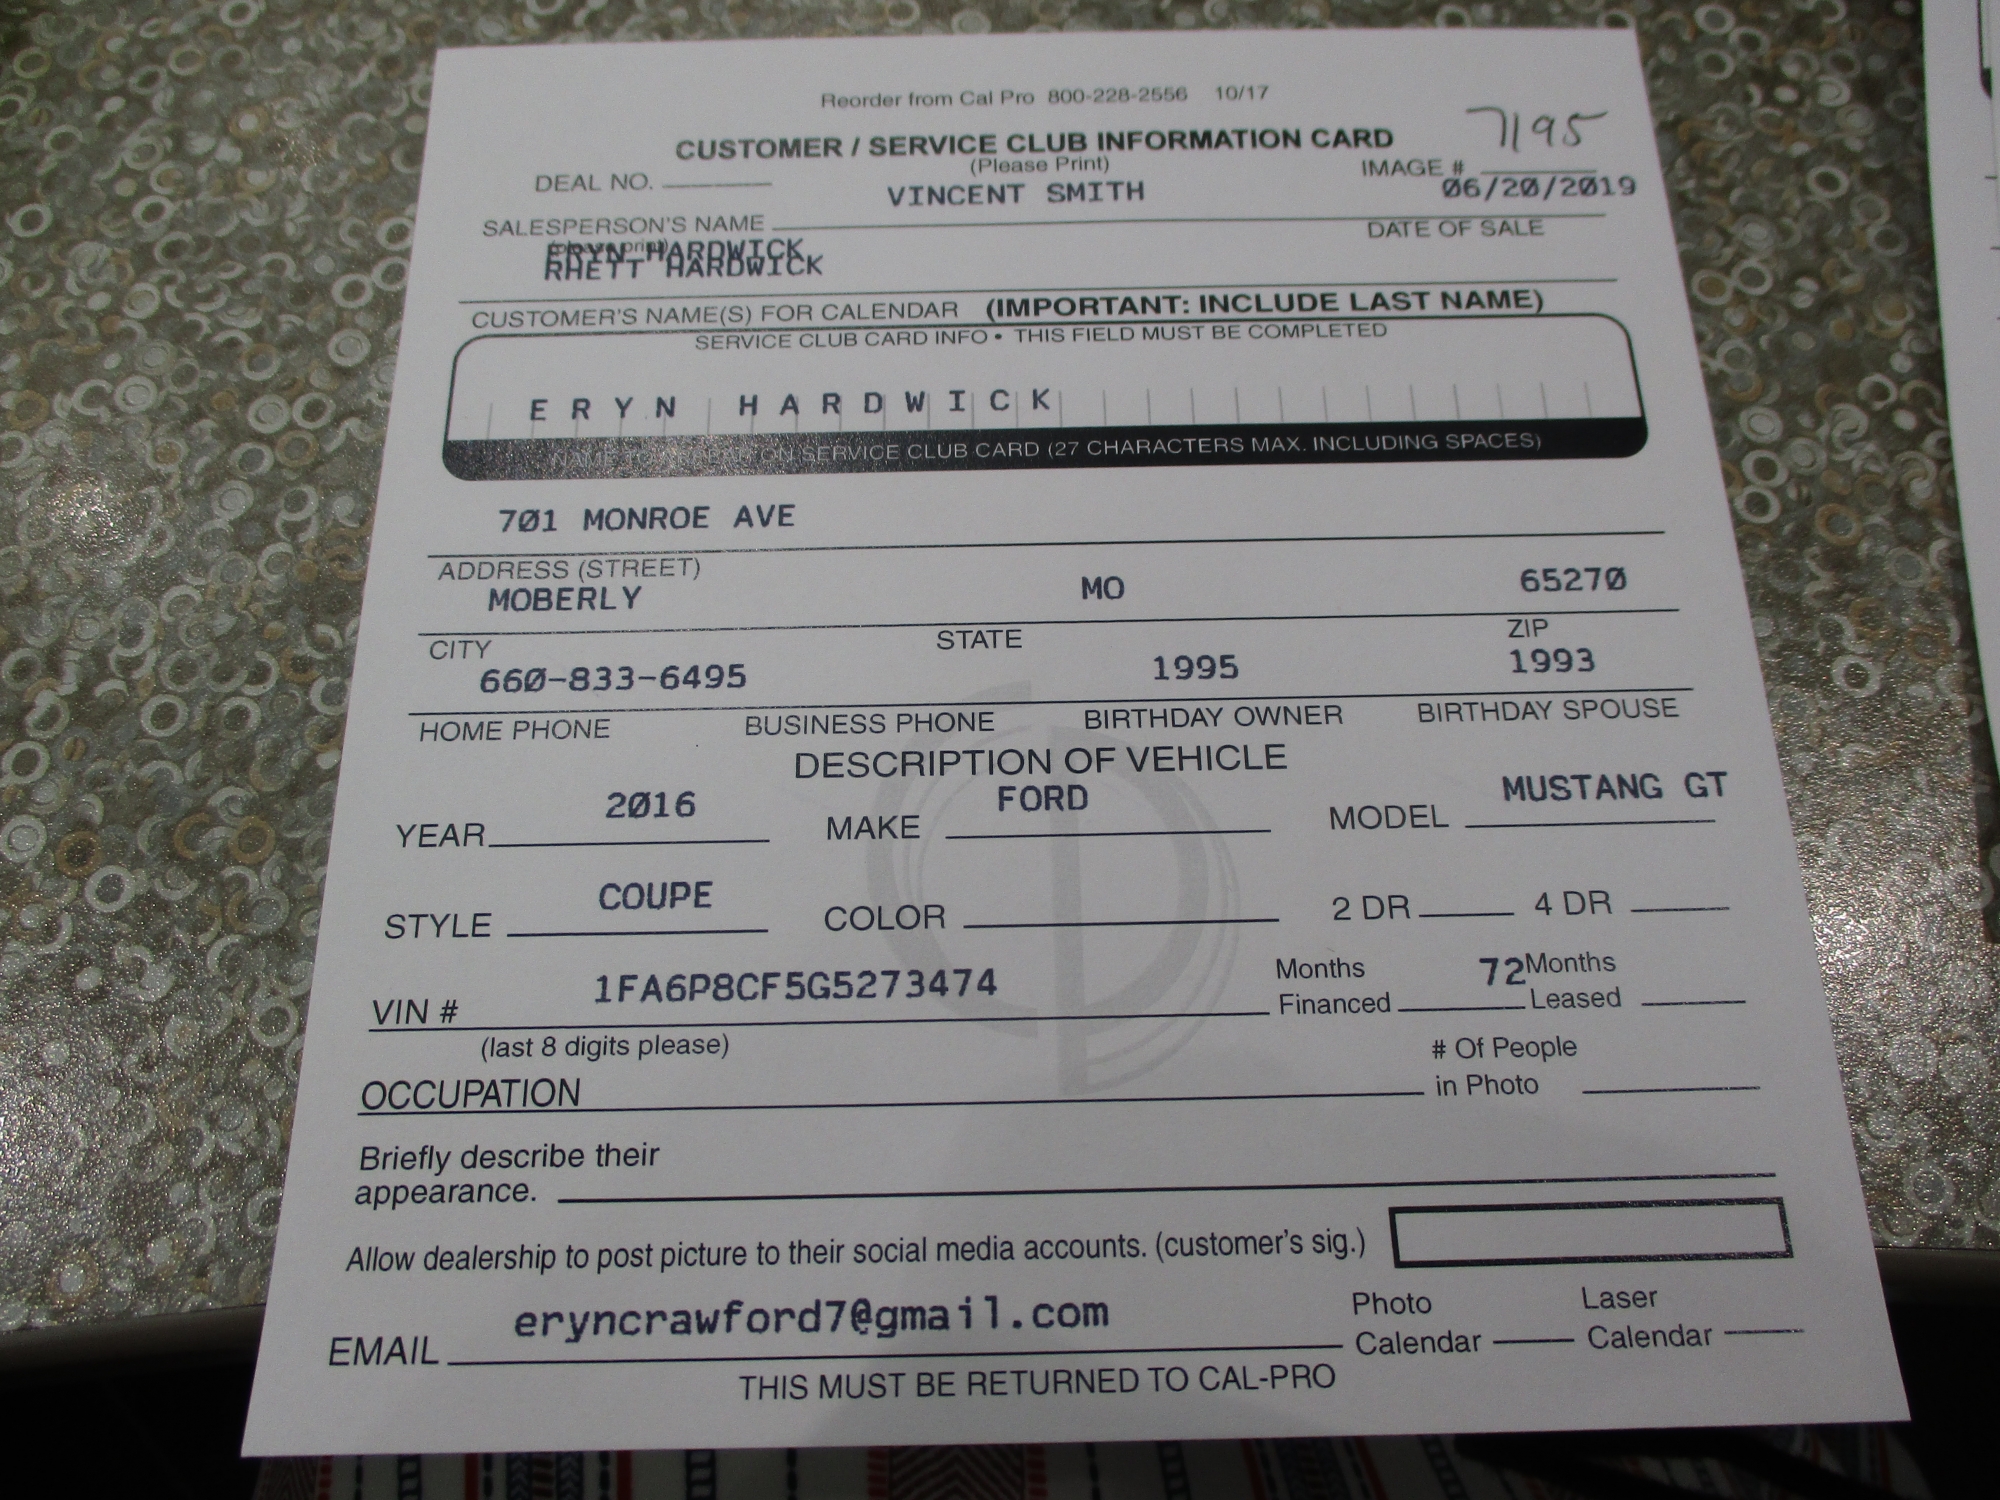 Reorder from Cal Pro 800-228-2556 10/17
CUSTOMER / SERVICE CLUB INFORMATION CARD
(Please Print)
7195
DEAL NO.
IMAGE #
VINCENT SMITH 06/20/2019
SALESPERSON'S NAME DATE OF SALE
(please print)
ERYN HARDWICK
RHETT HARDWICK
CUSTOMER'S NAME(S) FOR CALENDAR (IMPORTANT: INCLUDE LAST NAME)
SERVICE CLUB CARD INFO • THIS FIELD MUST BE COMPLETED
ERYN HARDWICK
NAME TO APPEAR ON SERVICE CLUB CARD (27 CHARACTERS MAX. INCLUDING SPACES)
701 MONROE AVE
ADDRESS (STREET)
MOBERLY MO 65270
CITY STATE ZIP
660-833-6495 1995 1993
HOME PHONE BUSINESS PHONE BIRTHDAY OWNER BIRTHDAY SPOUSE
DESCRIPTION OF VEHICLE
YEAR 2016 MAKE FORD MODEL MUSTANG GT
STYLE COUPE COLOR 2 DR 4 DR
VIN # 1FA6P8CF5G5273474 Months Financed 72 Months Leased
(last 8 digits please)
OCCUPATION # Of People in Photo
Briefly describe their
appearance.
Allow dealership to post picture to their social media accounts. (customer's sig.)
EMAIL eryncrawford7@gmail.com Photo Calendar Laser Calendar
THIS MUST BE RETURNED TO CAL-PRO